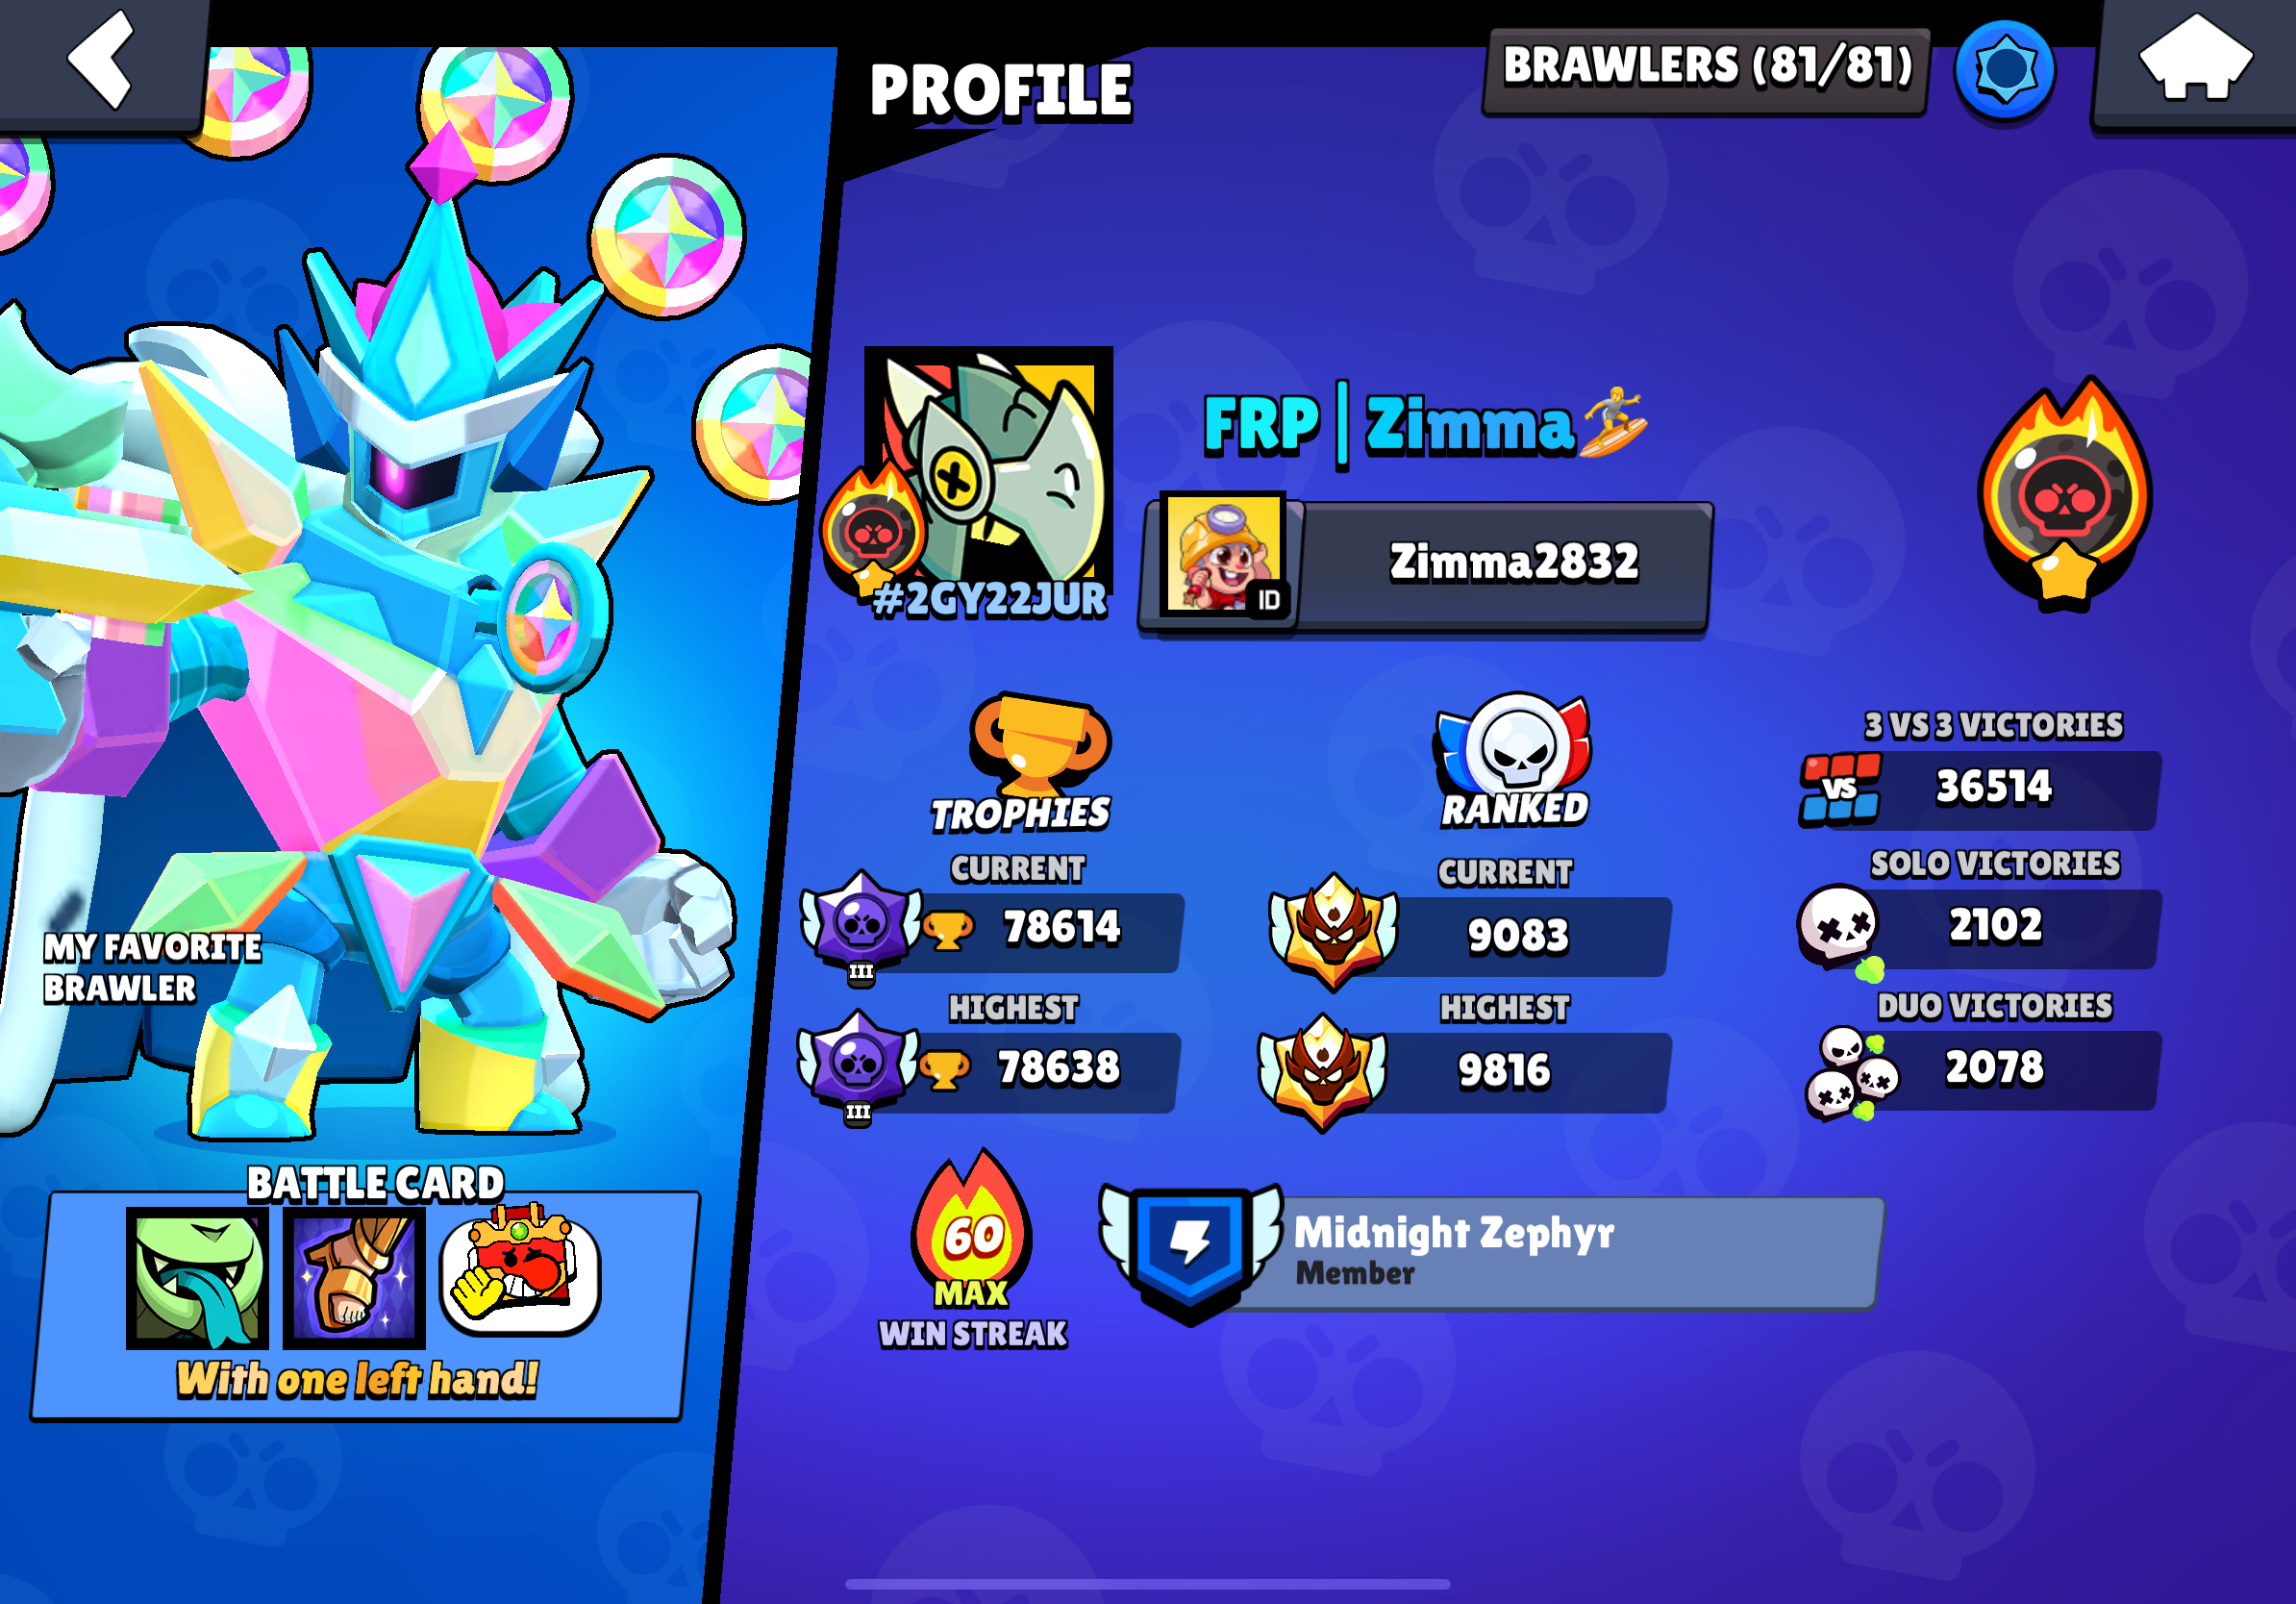 PROFILE
BRAWLERS (81/81)
FRP | Zimma🏄
#2GY22JUR
ID
Zimma2832
TROPHIES
CURRENT
78614
III
HIGHEST
78638
III
RANKED
CURRENT
9083
HIGHEST
9816
3 VS 3 VICTORIES
VS
36514
SOLO VICTORIES
2102
DUO VICTORIES
2078
60
MAX
WIN STREAK
Midnight Zephyr
Member
MY FAVORITE
BRAWLER
BATTLE CARD
With one left hand!